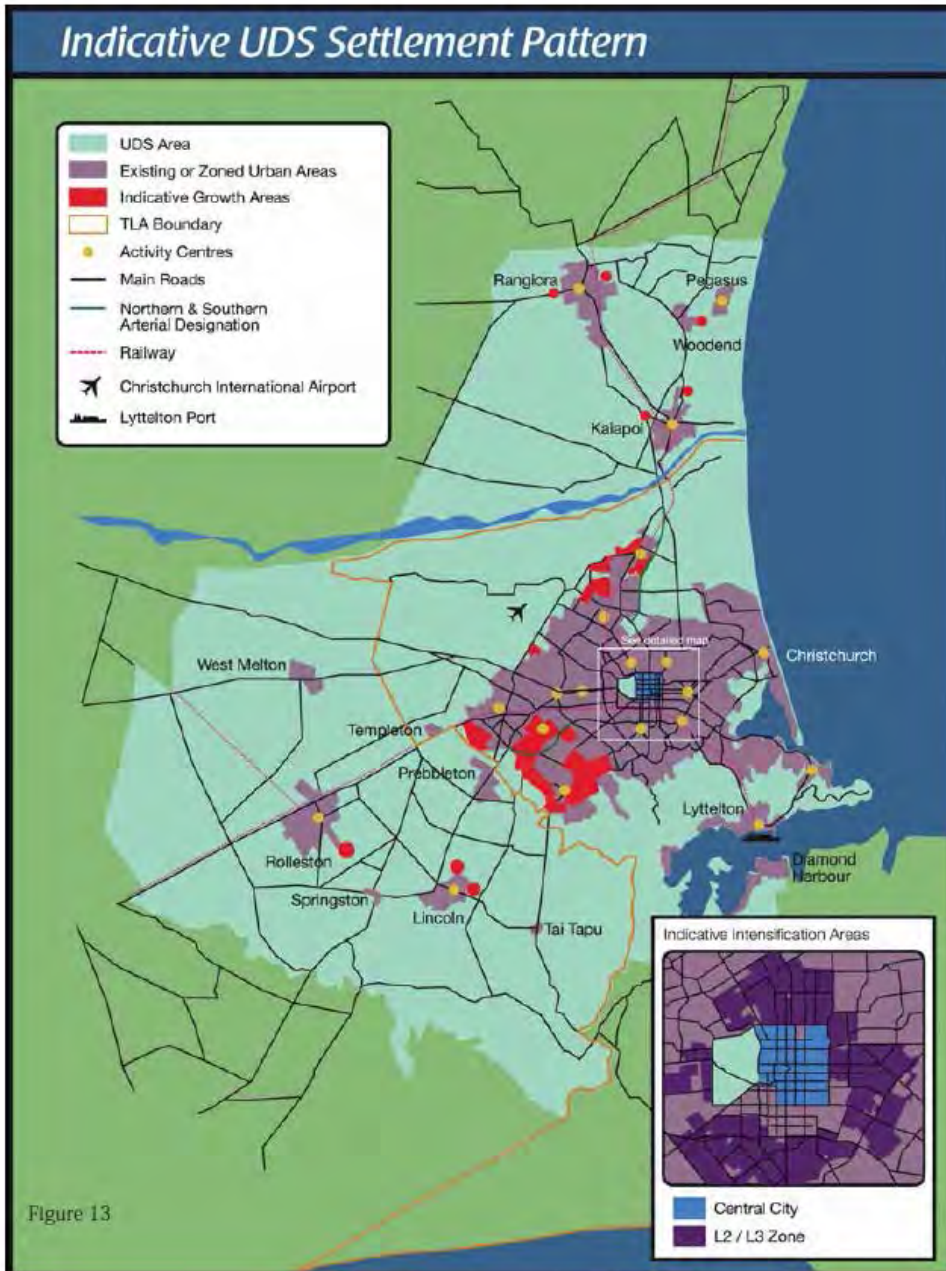 Indicative UDS Settlement Pattern
UDS Area
Existing or Zoned Urban Areas
Indicative Growth Areas
TLA Boundary
Activity Centres
Main Roads
Northern & Southern
Arterial Designation
Railway
Christchurch International Airport
Lyttelton Port
Rangiora
Pegasus
Woodend
Kaiapoi
See detailed map
Christchurch
West Melton
Templeton
Prebbleton
Lyttelton
Rolleston
Diamond
Harbour
Springston
Lincoln
Tai Tapu
Indicative Intensification Areas
Central City
L2 / L3 Zone
Figure 13